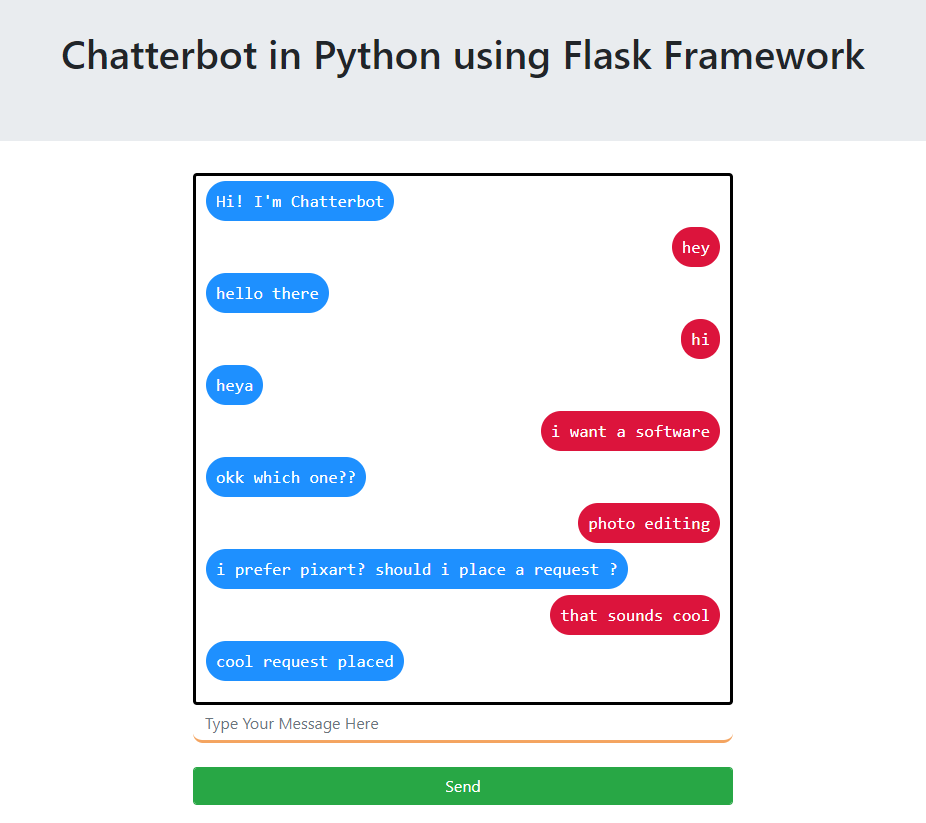 Chatterbot in Python using Flask Framework
Hi! I'm Chatterbot
hey
hello there
hi
heya
i want a software
okk which one??
photo editing
i prefer pixart? should i place a request ?
that sounds cool
cool request placed
Type Your Message Here
Send